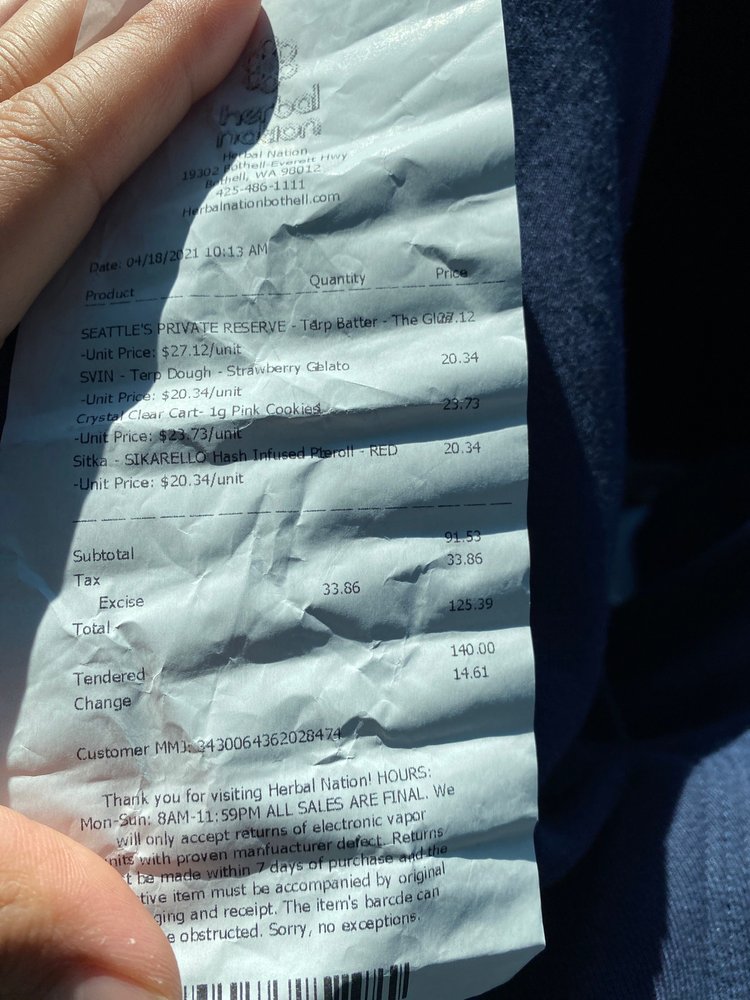 herbal
nation
Herbal Nation
19302 Bothell-Everett Hwy
Bothell, WA 98012
425-486-1111
Herbalnationbothell.com
Date: 04/18/2021 10:13 AM
Product Quantity Price
SEATTLE'S PRIVATE RESERVE - Terp Batter - The Glue 27.12
-Unit Price: $27.12/unit
SVIN - Terp Dough - Strawberry Gelato 20.34
-Unit Price: $20.34/unit
Crystal Clear Cart- 1g Pink Cookies 23.73
-Unit Price: $23.73/unit
Sitka - SIKARELLO Hash Infused Preroll - RED 20.34
-Unit Price: $20.34/unit
Subtotal 91.53
Tax 33.86
Excise 33.86
Total 125.39
Tendered 140.00
Change 14.61
Customer MMJ: 3430064362028474
Thank you for visiting Herbal Nation! HOURS:
Mon-Sun: 8AM-11:59PM ALL SALES ARE FINAL. We
will only accept returns of electronic vapor
nits with proven manfuacturer defect. Returns
t be made within 7 days of purchase and the
tive item must be accompanied by original
ging and receipt. The item's barcde can
e obstructed. Sorry, no exceptions.